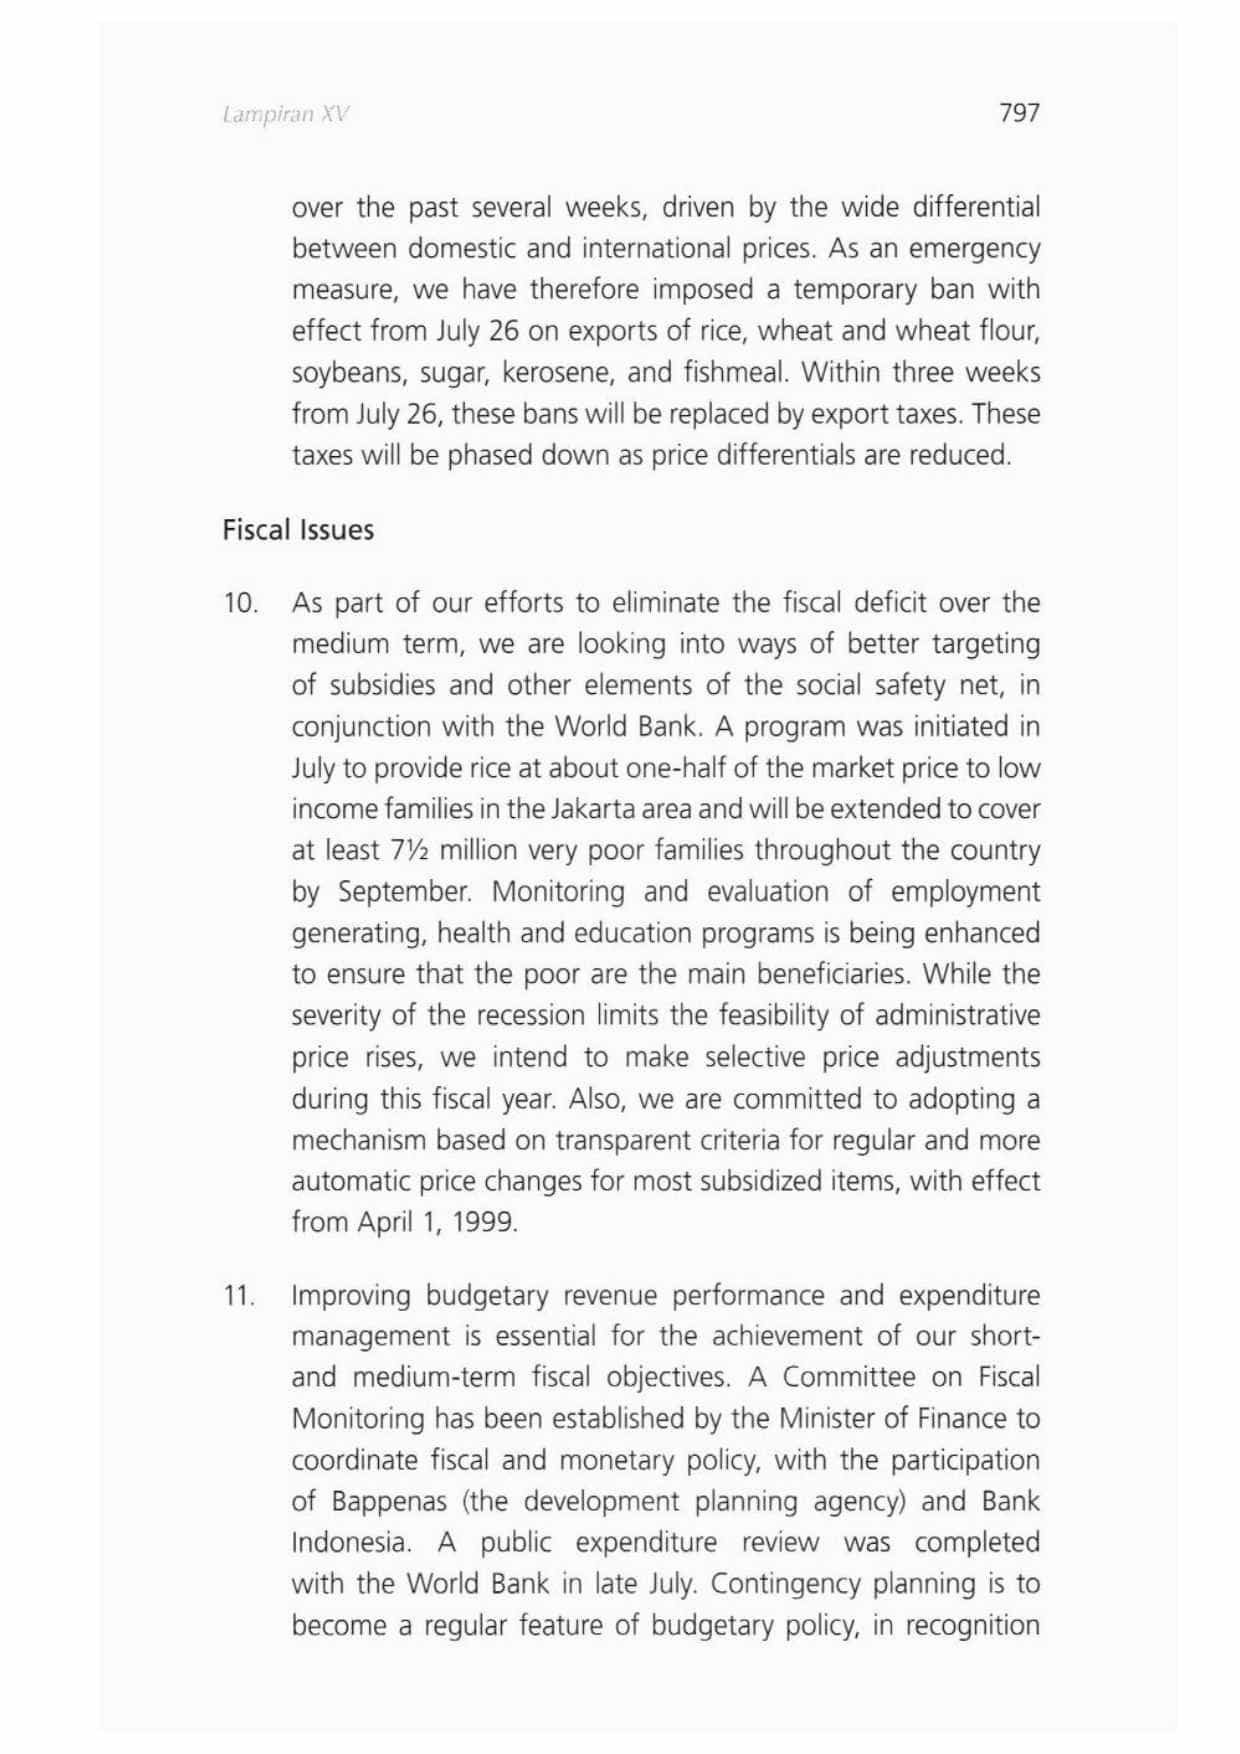 Lampiran XV
797
over the past several weeks, driven by the wide differential
between domestic and international prices. As an emergency
measure, we have therefore imposed a temporary ban with
effect from July 26 on exports of rice, wheat and wheat flour,
soybeans, sugar, kerosene, and fishmeal. Within three weeks
from July 26, these bans will be replaced by export taxes. These
taxes will be phased down as price differentials are reduced.
Fiscal Issues
10. As part of our efforts to eliminate the fiscal deficit over the
medium term, we are looking into ways of better targeting
of subsidies and other elements of the social safety net, in
conjunction with the World Bank. A program was initiated in
July to provide rice at about one-half of the market price to low
income families in the Jakarta area and will be extended to cover
at least 7½ million very poor families throughout the country
by September. Monitoring and evaluation of employment
generating, health and education programs is being enhanced
to ensure that the poor are the main beneficiaries. While the
severity of the recession limits the feasibility of administrative
price rises, we intend to make selective price adjustments
during this fiscal year. Also, we are committed to adopting a
mechanism based on transparent criteria for regular and more
automatic price changes for most subsidized items, with effect
from April 1, 1999.
11. Improving budgetary revenue performance and expenditure
management is essential for the achievement of our short-
and medium-term fiscal objectives. A Committee on Fiscal
Monitoring has been established by the Minister of Finance to
coordinate fiscal and monetary policy, with the participation
of Bappenas (the development planning agency) and Bank
Indonesia. A public expenditure review was completed
with the World Bank in late July. Contingency planning is to
become a regular feature of budgetary policy, in recognition